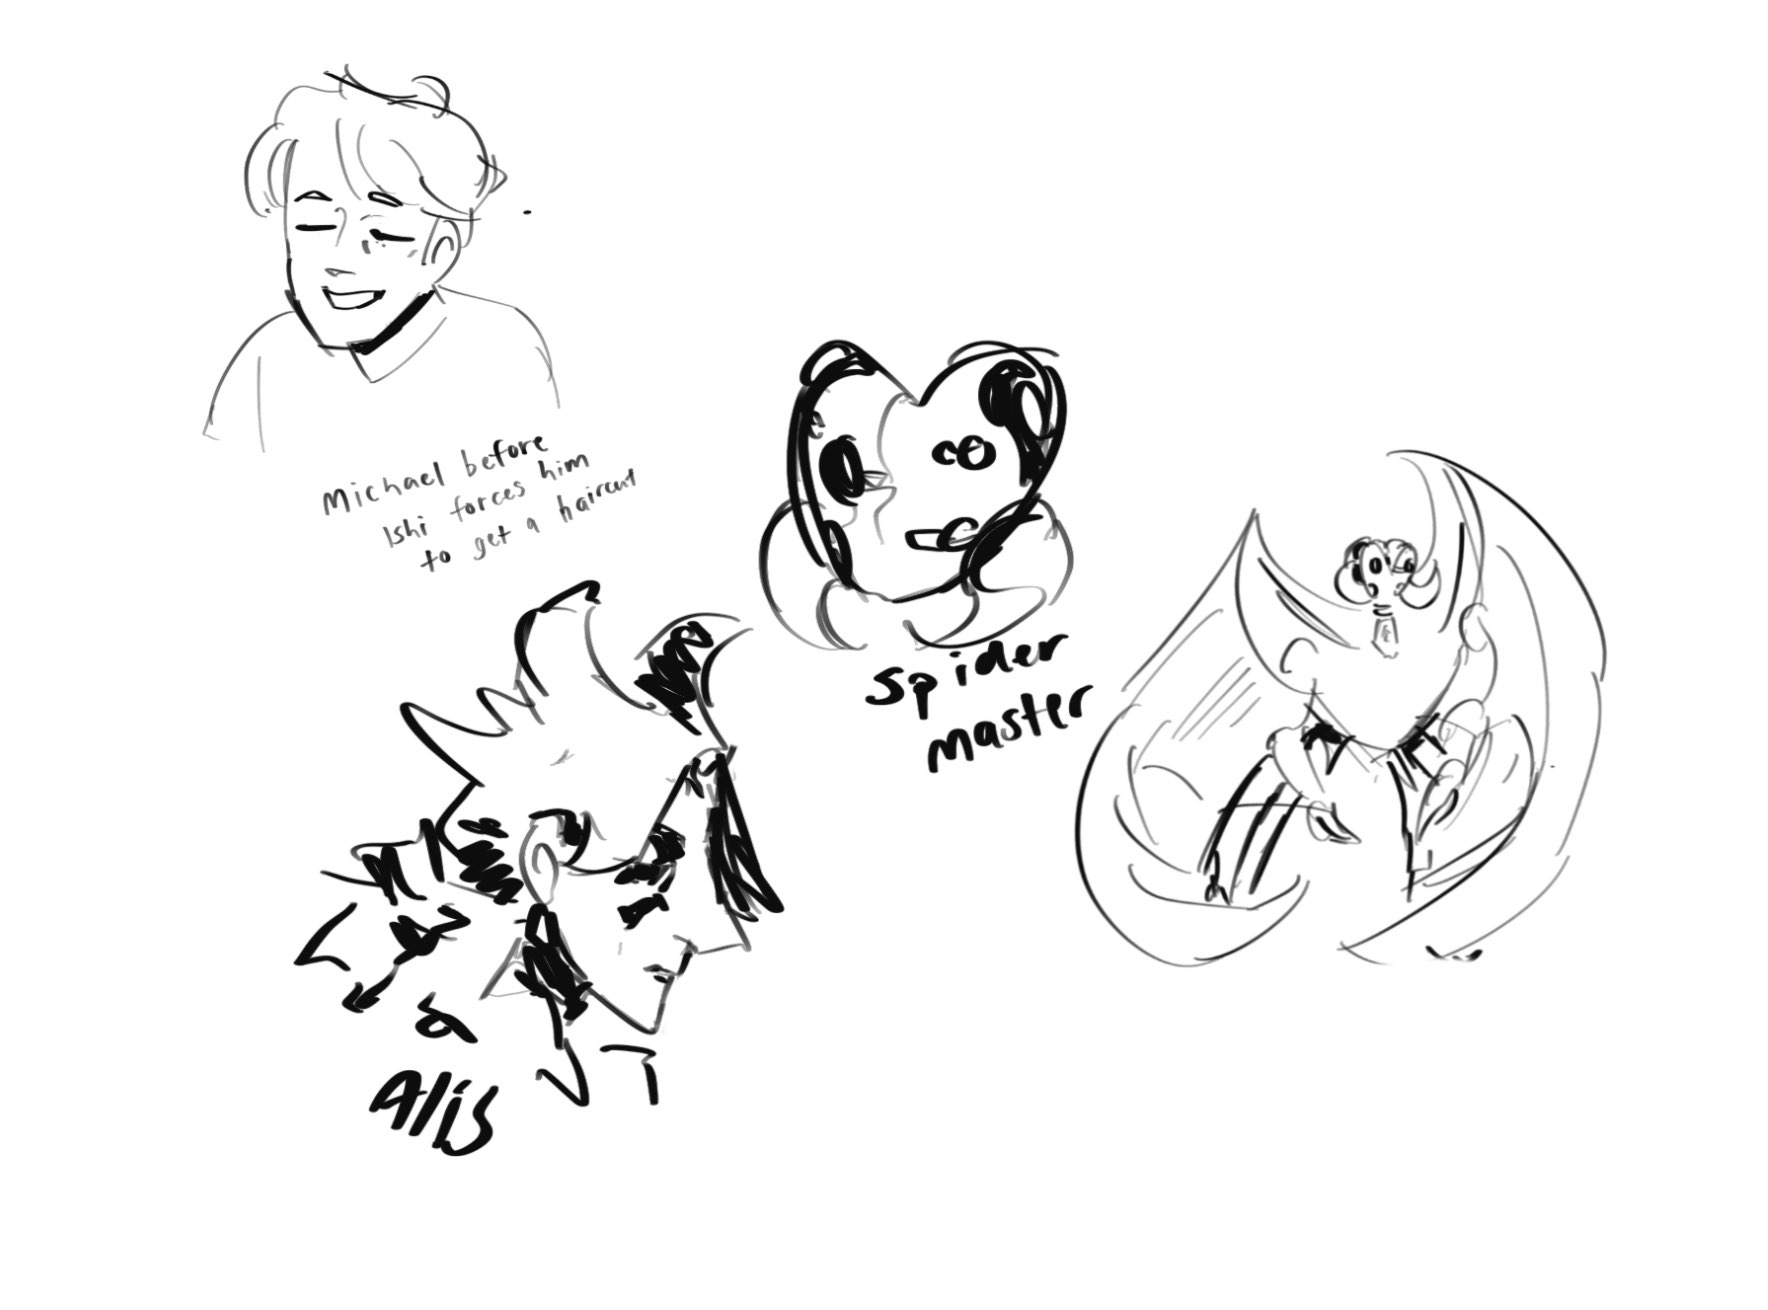 Michael before
Ishi forces him
to get a haircut
spider
master
Alis